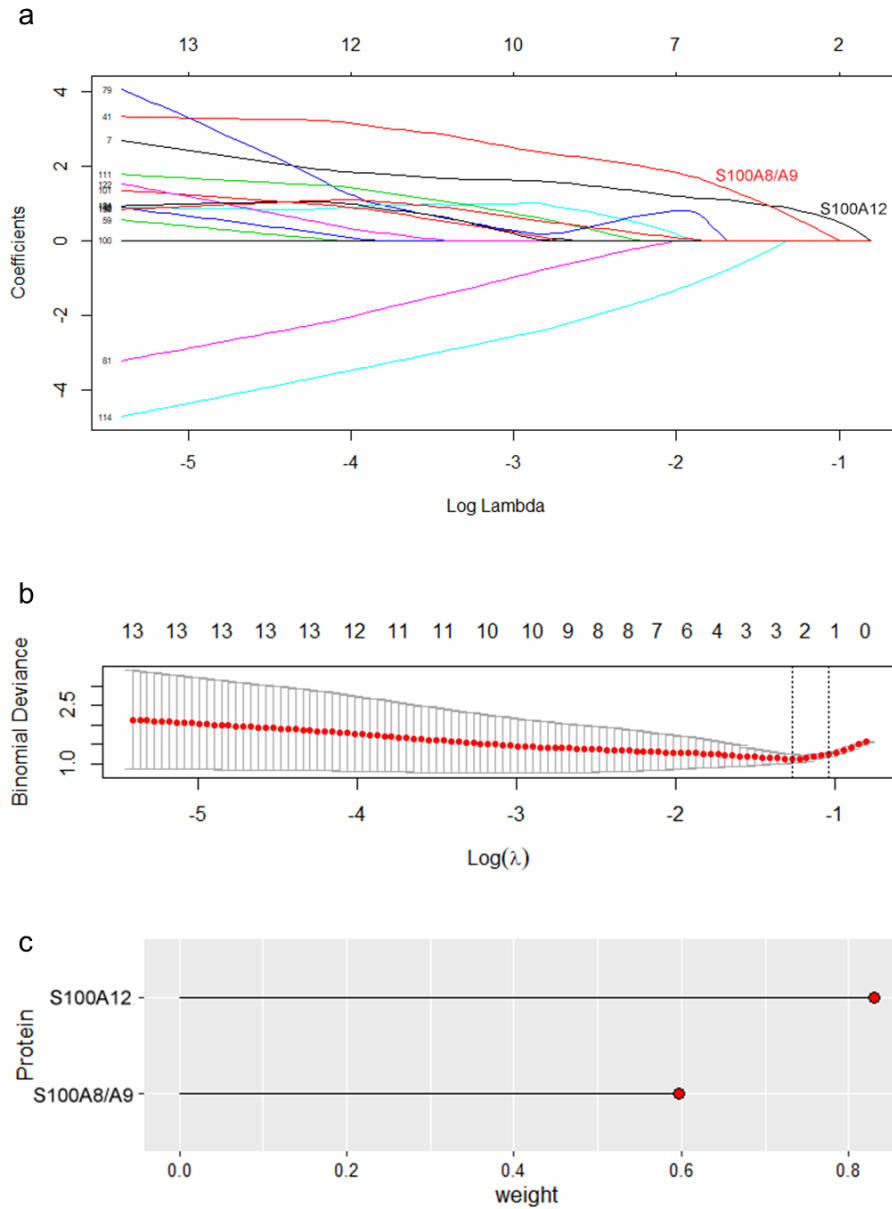 a
13 12 10 7 2
4
79
41
7
2
111
122
101
59
0
100
-2
81
-4
114
S100A8/A9
S100A12
Coefficients
-5 -4 -3 -2 -1
Log Lambda
b
13 13 13 13 13 12 11 11 10 10 9 8 8 7 6 4 3 3 2 1 0
Binomial Deviance
2.5
1.0
-5 -4 -3 -2 -1
Log(λ)
c
Protein
S100A12
S100A8/A9
0.0 0.2 0.4 0.6 0.8
weight